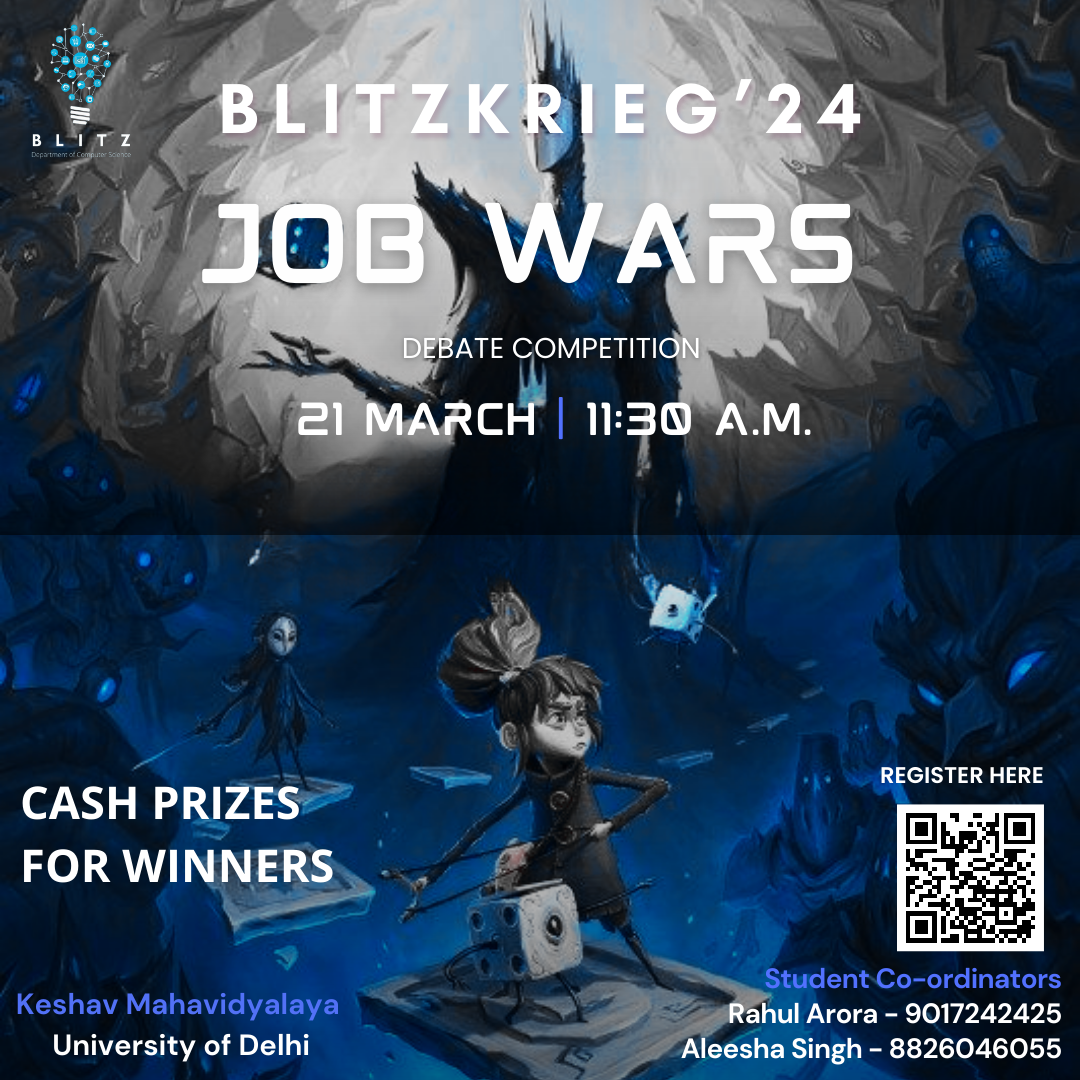 BLITZ
Department of Computer Science
BLITZKRIEG'24
JOB WARS
DEBATE COMPETITION
21 MARCH | 11:30 A.M.
CASH PRIZES
FOR WINNERS
REGISTER HERE
Keshav Mahavidyalaya
University of Delhi
Student Co-ordinators
Rahul Arora - 9017242425
Aleesha Singh - 8826046055